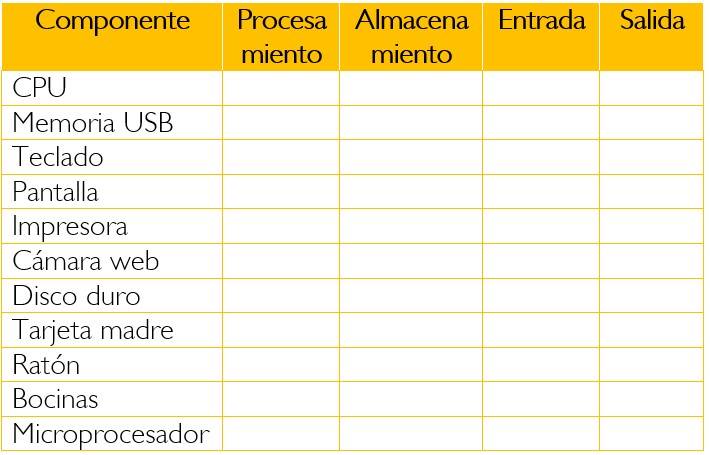 Componente Procesa Almacena Entrada Salida
miento miento
CPU
Memoria USB
Teclado
Pantalla
Impresora
Cámara web
Disco duro
Tarjeta madre
Ratón
Bocinas
Microprocesador